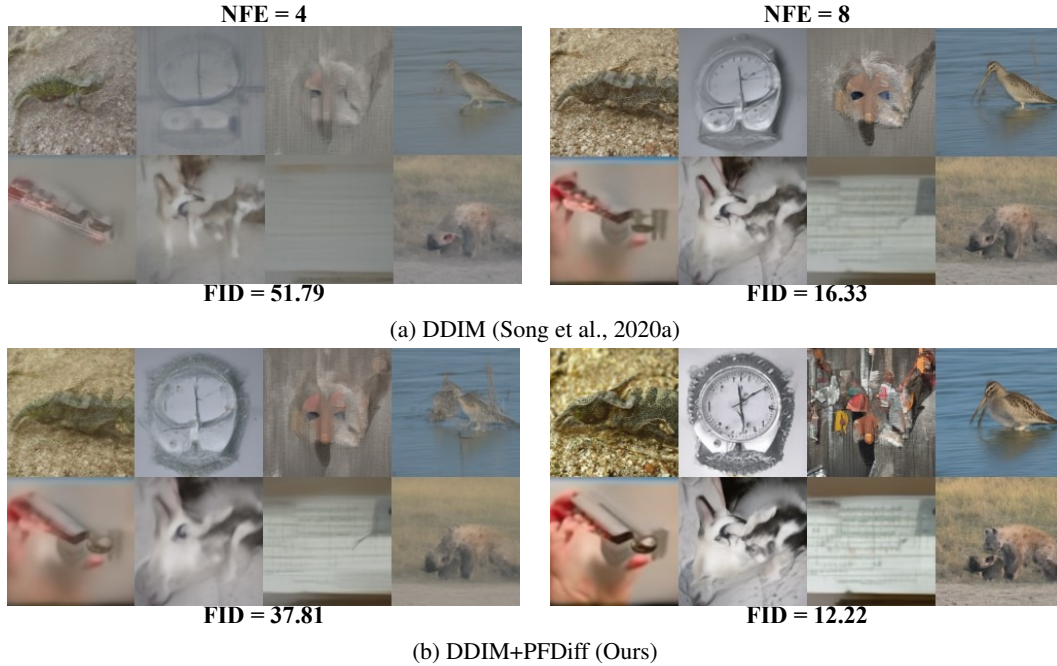 NFE = 4
NFE = 8
FID = 51.79
FID = 16.33
(a) DDIM (Song et al., 2020a)
FID = 37.81
FID = 12.22
(b) DDIM+PFDiff (Ours)